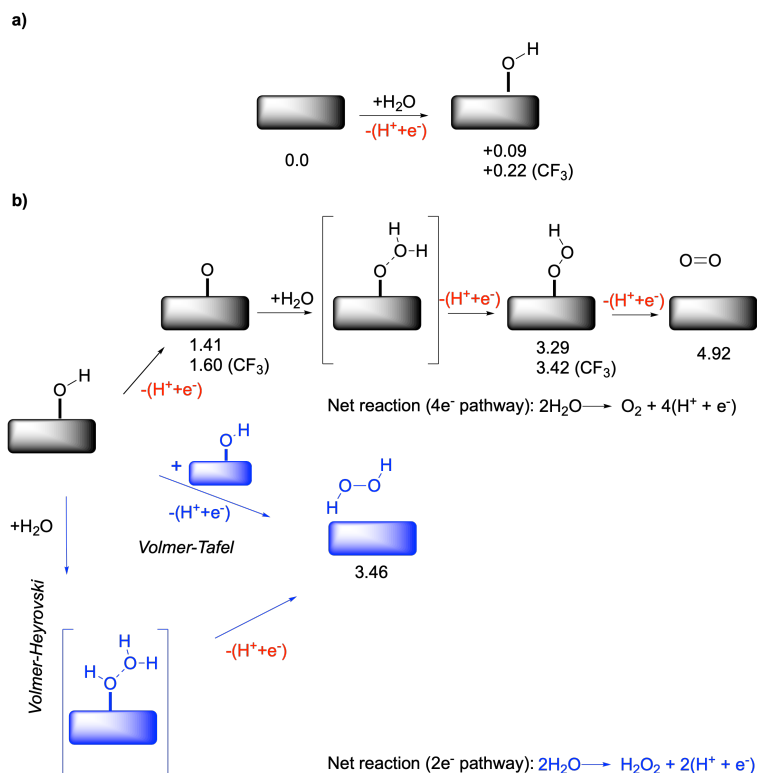 a)
H
O
+H2O
-(H⁺+e⁻)
0.0
+0.09
+0.22 (CF3)
b)
H
O
O
H
O
H
O
H
O
O
O=O
+H2O
-(H⁺+e⁻)
-(H⁺+e⁻)
1.41
1.60 (CF3)
3.29
3.42 (CF3)
4.92
-(H⁺+e⁻)
Net reaction (4e⁻ pathway): 2H2O → O2 + 4(H⁺ + e⁻)
O
H
+
-(H⁺+e⁻)
H
O–O
H
+H2O
Volmer-Tafel
3.46
Volmer-Heyrovski
H
H
O
H
O
-(H⁺+e⁻)
Net reaction (2e⁻ pathway): 2H2O → H2O2 + 2(H⁺ + e⁻)